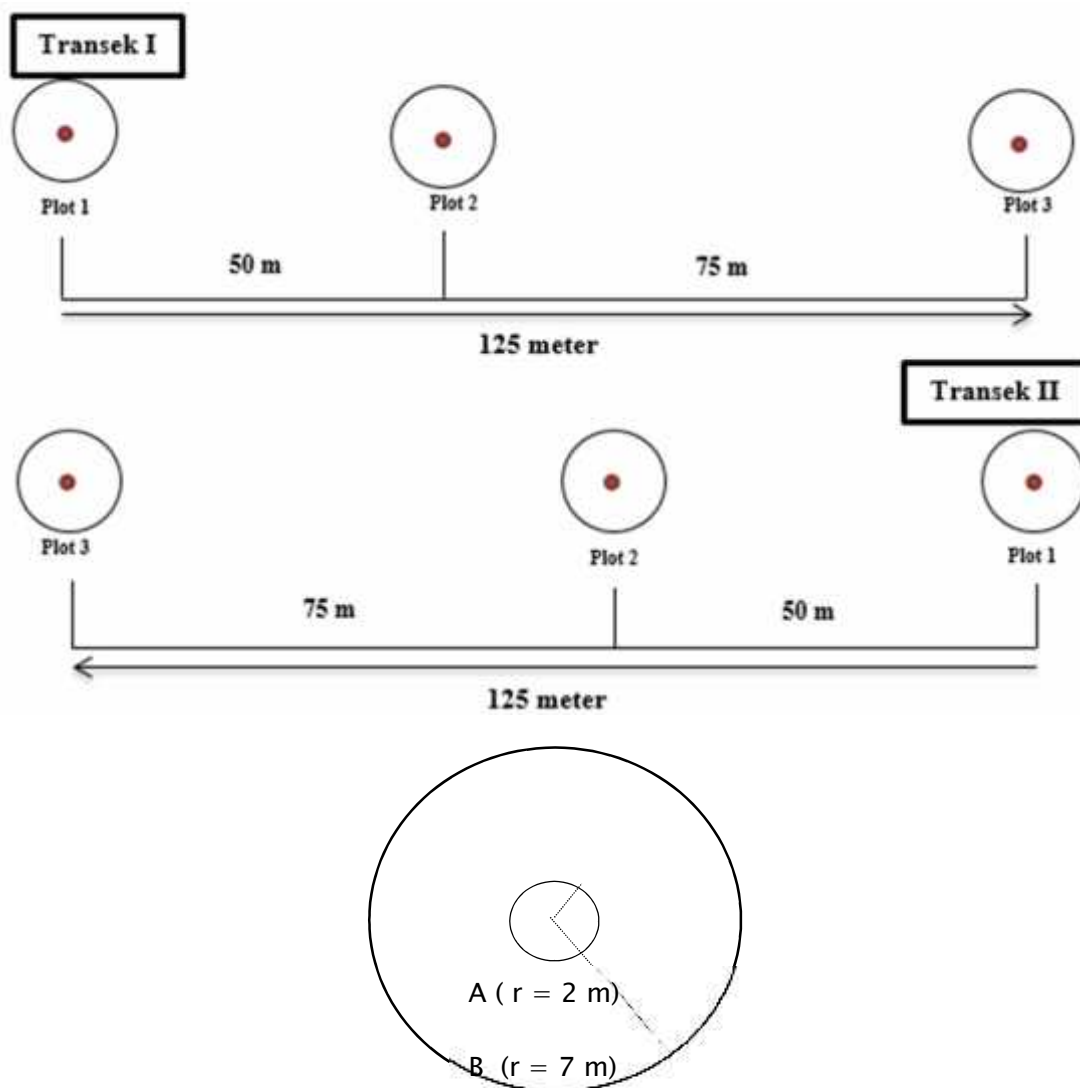 Transek I
Plot 1
Plot 2
Plot 3
50 m
75 m
125 meter
Transek II
Plot 3
Plot 2
Plot 1
75 m
50 m
125 meter
A ( r = 2 m)
B (r = 7 m)